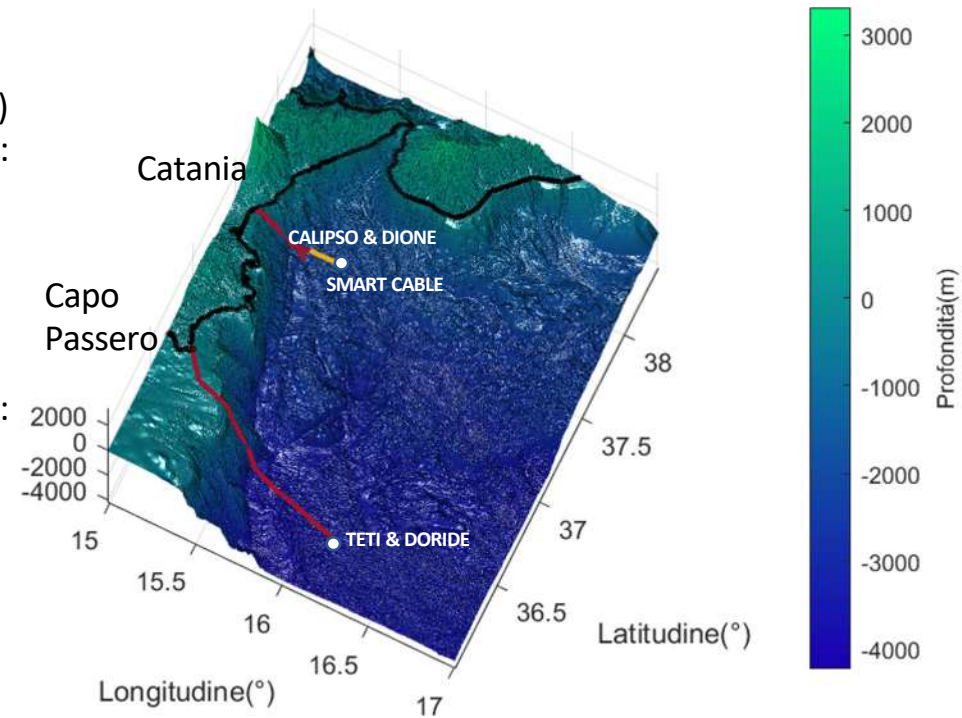 )
:
Catania
CALIPSO & DIONE
SMART CABLE
Capo
Passero
:
2000
0
-2000
-4000
TETI & DORIDE
15
15.5
16
16.5
17
Longitudine(°)
36.5
37
37.5
38
Latitudine(°)
3000
2000
1000
0
-1000
-2000
-3000
-4000
Profondità(m)